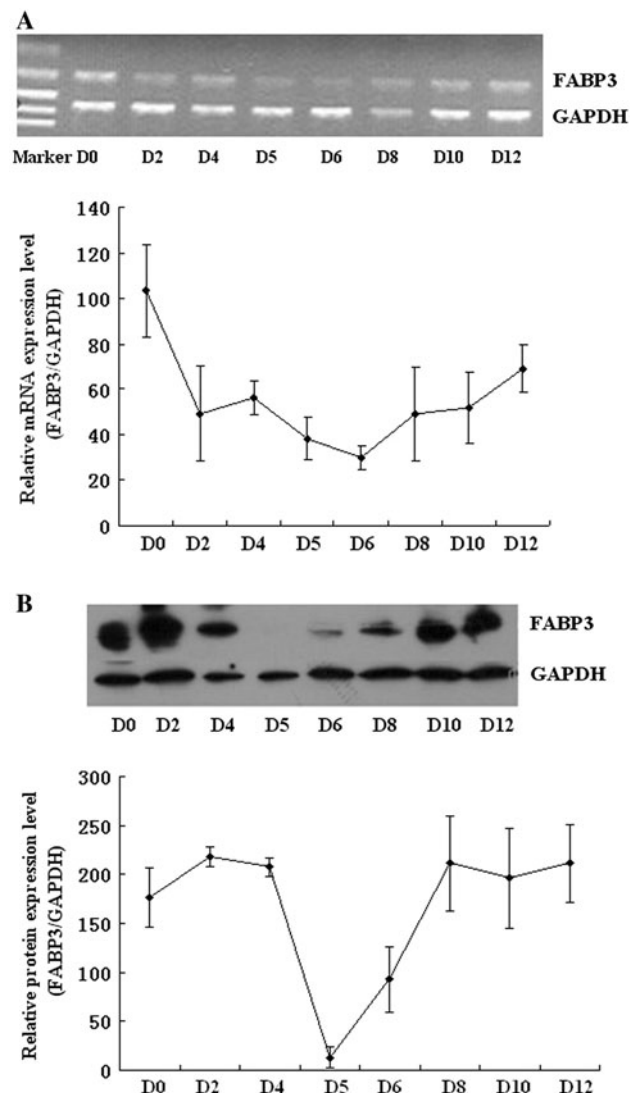 A
FABP3
GAPDH
Marker D0 D2 D4 D5 D6 D8 D10 D12
Relative mRNA expression level
(FABP3/GAPDH)
140
120
100
80
60
40
20
0
D0 D2 D4 D5 D6 D8 D10 D12
B
FABP3
GAPDH
D0 D2 D4 D5 D6 D8 D10 D12
Relative protein expression level
(FABP3/GAPDH)
300
250
200
150
100
50
0
D0 D2 D4 D5 D6 D8 D10 D12